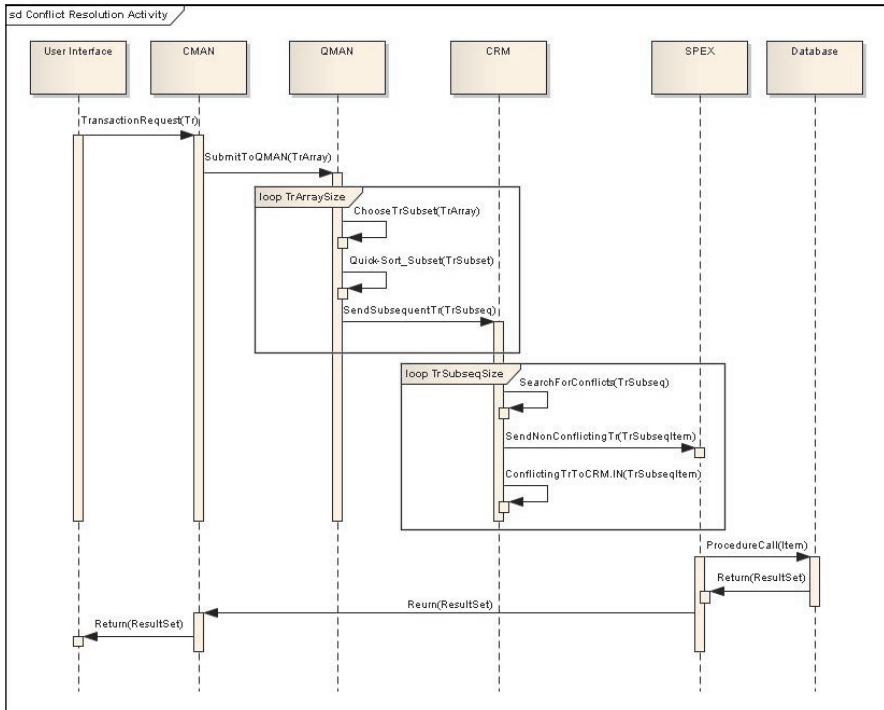 sd Conflict Resolution Activity
User Interface
CMAN
QMAN
CRM
SPEX
Database
TransactionRequest(Tr)
SubmitToQMAN(TrArray)
loop TrArraySize
ChooseTrSubset(TrArray)
Quick-Sort_Subset(TrSubset)
SendSubsequentTr(TrSubseq)
loop TrSubseqSize
SearchForConflicts(TrSubseq)
SendNonConflictingTr(TrSubseqItem)
ConflictingTrToCRM.IN(TrSubseqItem)
ProcedureCall(Item)
Return(ResultSet)
Reurn(ResultSet)
Return(ResultSet)